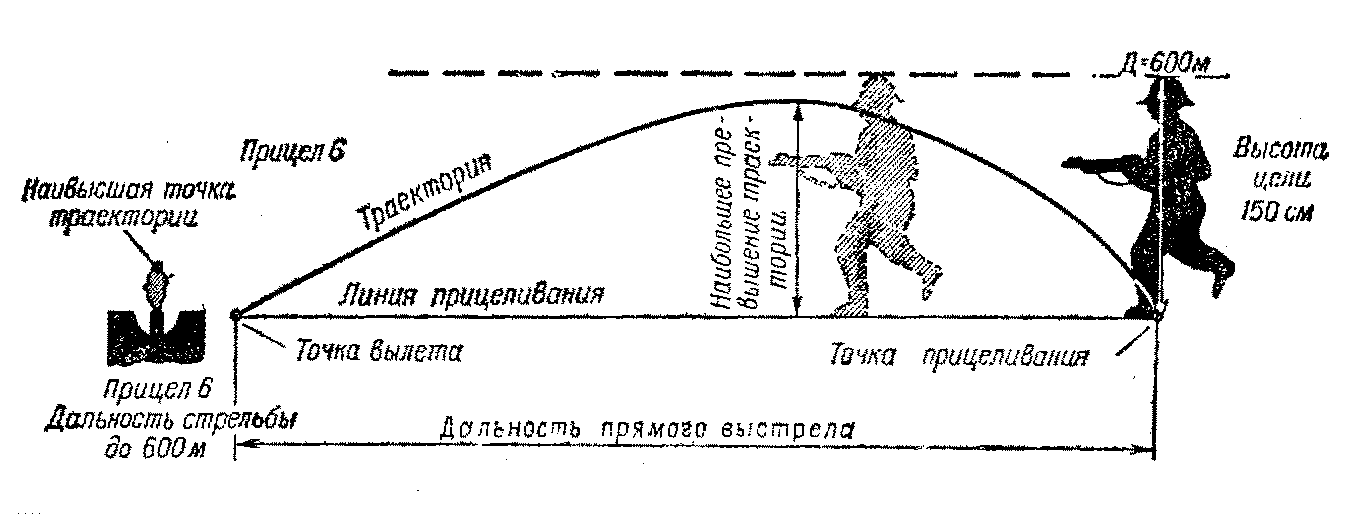 Д=600м
Прицел 6
Наивысшая точка
траектории
Траектория
Наибольшее пре-
вышение траек-
тории
Высота
цели
150 см
Линия прицеливания
Точка вылета
Точка прицеливания
Прицел 6
Дальность стрельбы
до 600м
Дальность прямого выстрела